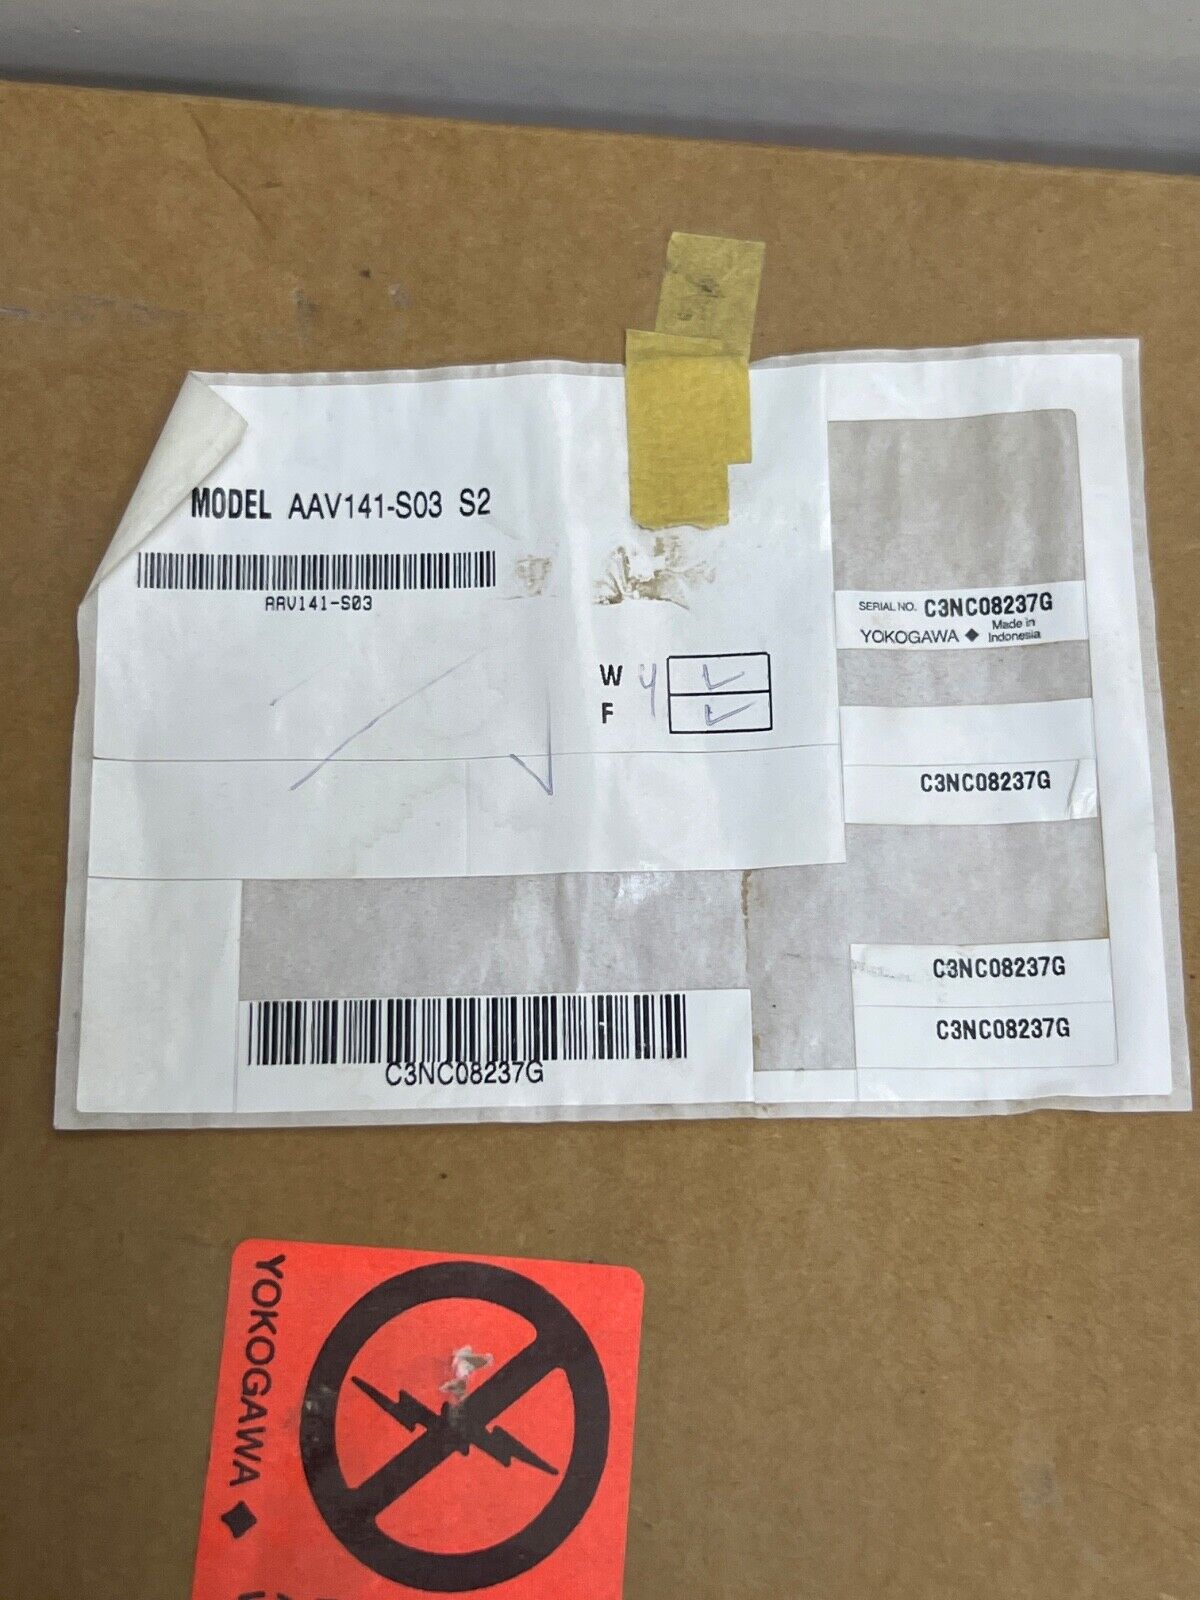 MODEL AAV141-S03 S2
AAV141-S03
SERIAL NO. C3NC08237G
YOKOGAWA ◆ Made in Indonesia
W 4
F
C3NC08237G
C3NC08237G
C3NC08237G
C3NC08237G
YOKOGAWA ◆